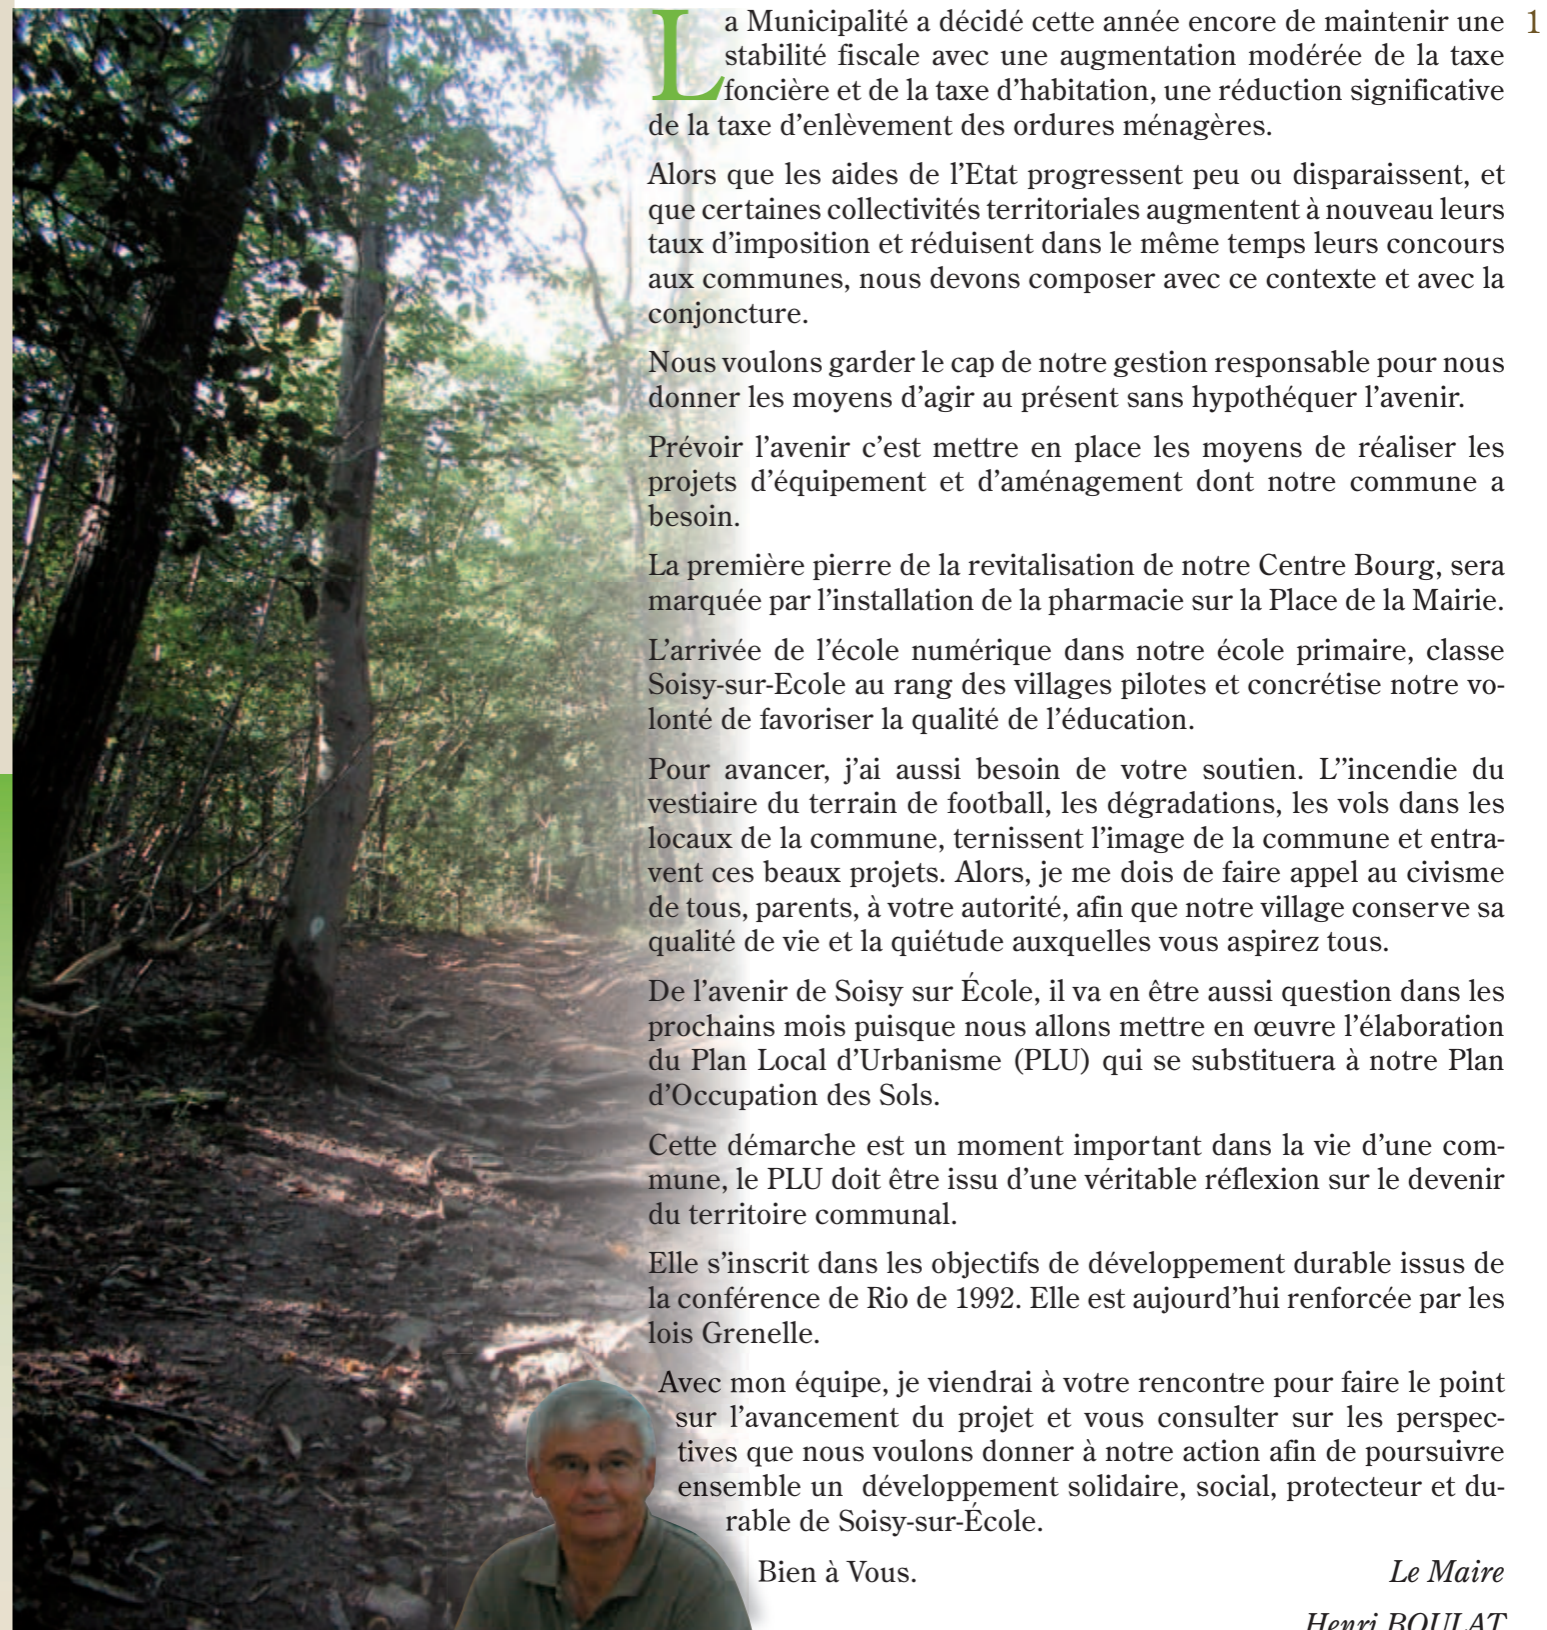 La Municipalité a décidé cette année encore de maintenir une
stabilité fiscale avec une augmentation modérée de la taxe
foncière et de la taxe d'habitation, une réduction significative
de la taxe d'enlèvement des ordures ménagères.
Alors que les aides de l'Etat progressent peu ou disparaissent, et
que certaines collectivités territoriales augmentent à nouveau leurs
taux d'imposition et réduisent dans le même temps leurs concours
aux communes, nous devons composer avec ce contexte et avec la
conjoncture.
Nous voulons garder le cap de notre gestion responsable pour nous
donner les moyens d'agir au présent sans hypothéquer l'avenir.
Prévoir l'avenir c'est mettre en place les moyens de réaliser les
projets d'équipement et d'aménagement dont notre commune a
besoin.
La première pierre de la revitalisation de notre Centre Bourg, sera
marquée par l'installation de la pharmacie sur la Place de la Mairie.
L'arrivée de l'école numérique dans notre école primaire, classe
Soisy-sur-Ecole au rang des villages pilotes et concrétise notre vo-
lonté de favoriser la qualité de l'éducation.
Pour avancer, j'ai aussi besoin de votre soutien. L''incendie du
vestiaire du terrain de football, les dégradations, les vols dans les
locaux de la commune, ternissent l'image de la commune et entra-
vent ces beaux projets. Alors, je me dois de faire appel au civisme
de tous, parents, à votre autorité, afin que notre village conserve sa
qualité de vie et la quiétude auxquelles vous aspirez tous.
De l'avenir de Soisy sur École, il va en être aussi question dans les
prochains mois puisque nous allons mettre en œuvre l'élaboration
du Plan Local d'Urbanisme (PLU) qui se substituera à notre Plan
d'Occupation des Sols.
Cette démarche est un moment important dans la vie d'une com-
mune, le PLU doit être issu d'une véritable réflexion sur le devenir
du territoire communal.
Elle s'inscrit dans les objectifs de développement durable issus de
la conférence de Rio de 1992. Elle est aujourd'hui renforcée par les
lois Grenelle.
Avec mon équipe, je viendrai à votre rencontre pour faire le point
sur l'avancement du projet et vous consulter sur les perspec-
tives que nous voulons donner à notre action afin de poursuivre
ensemble un développement solidaire, social, protecteur et du-
rable de Soisy-sur-École.
Bien à Vous.
Le Maire
Henri BOULAT
1